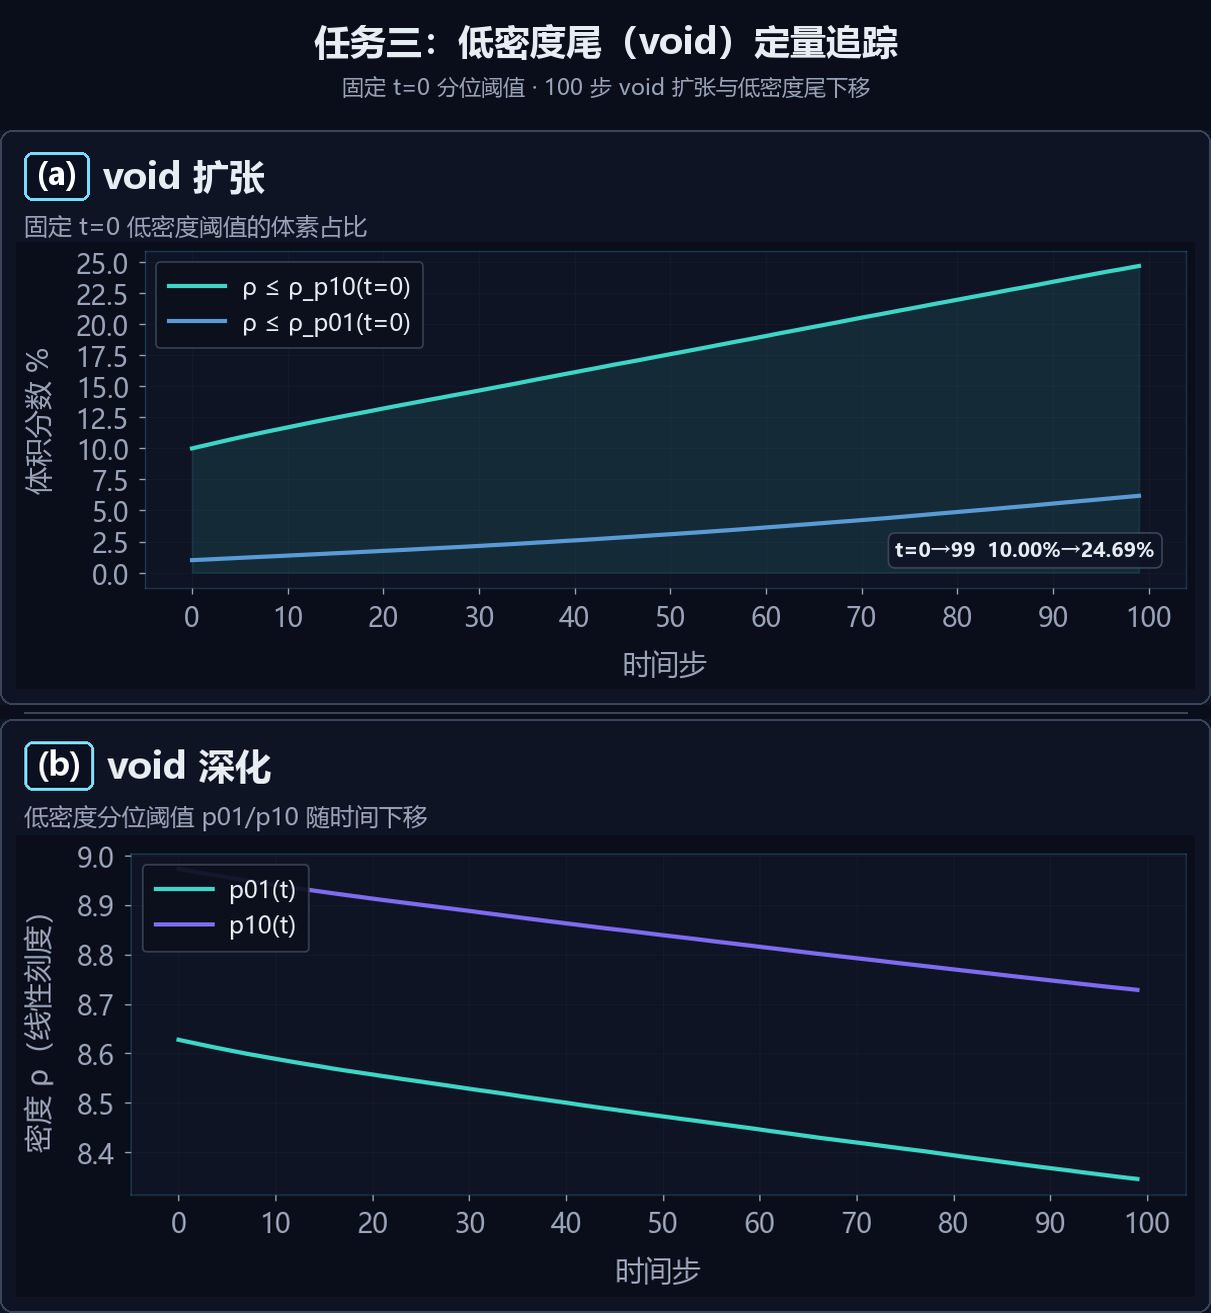 任务三：低密度尾（void）定量追踪
固定 t=0 分位阈值 · 100 步 void 扩张与低密度尾下移
(a) void 扩张
固定 t=0 低密度阈值的体素占比
体积分数 %
25.0
22.5
20.0
17.5
15.0
12.5
10.0
7.5
5.0
2.5
0.0
ρ ≤ ρ_p10(t=0)
ρ ≤ ρ_p01(t=0)
t=0→99 10.00%→24.69%
0 10 20 30 40 50 60 70 80 90 100
时间步
(b) void 深化
低密度分位阈值 p01/p10 随时间下移
密度 ρ（线性刻度）
9.0
8.9
8.8
8.7
8.6
8.5
8.4
p01(t)
p10(t)
0 10 20 30 40 50 60 70 80 90 100
时间步